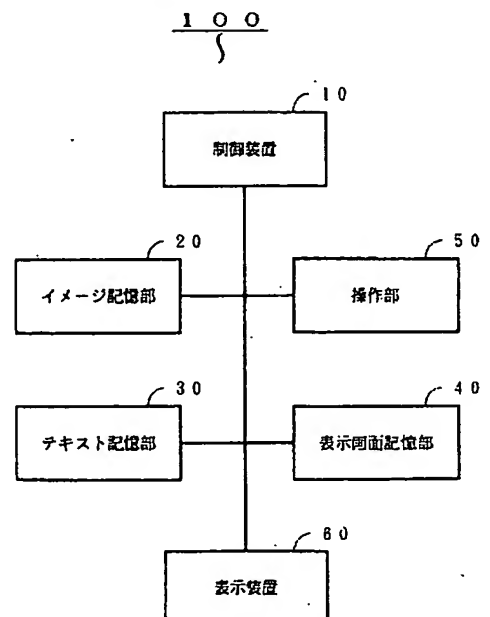 100
10
制御装置
20
50
イメージ記憶部
操作部
30
40
テキスト記憶部
表示画面記憶部
60
表示装置